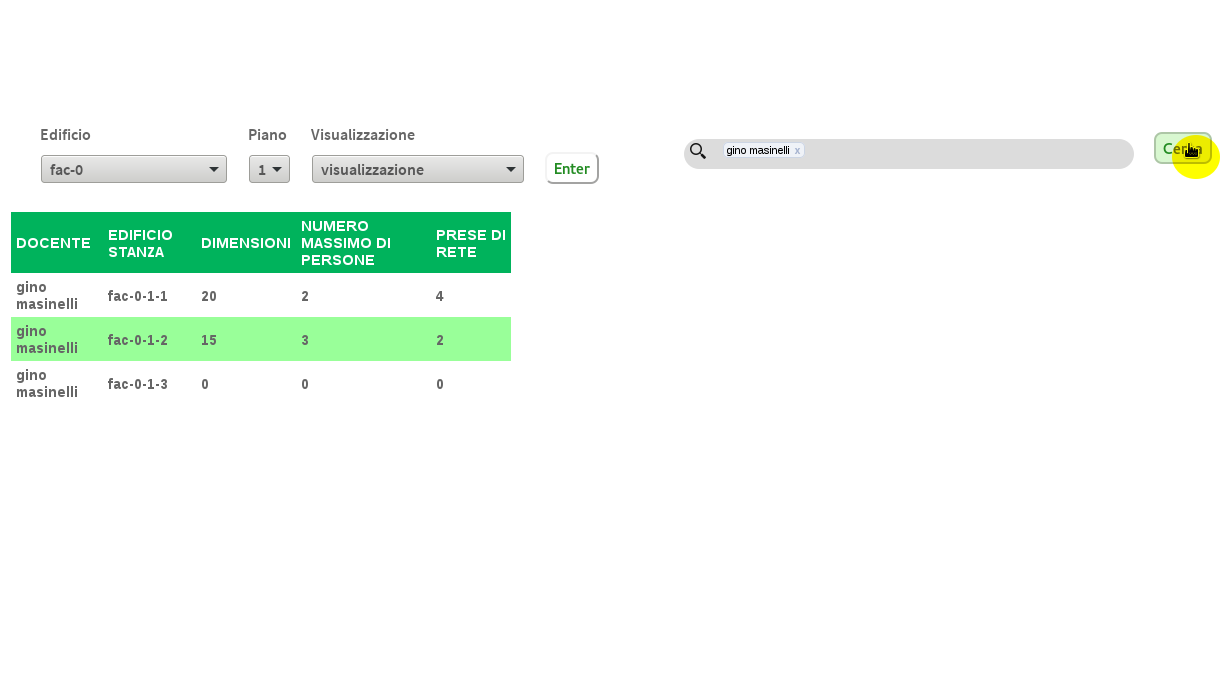 Edificio Piano Visualizzazione
fac-0 1 visualizzazione Enter
gino masinelli x
DOCENTE EDIFICIO STANZA DIMENSIONI NUMERO MASSIMO DI PERSONE PRESE DI RETE
gino masinelli fac-0-1-1 20 2 4
gino masinelli fac-0-1-2 15 3 2
gino masinelli fac-0-1-3 0 0 0